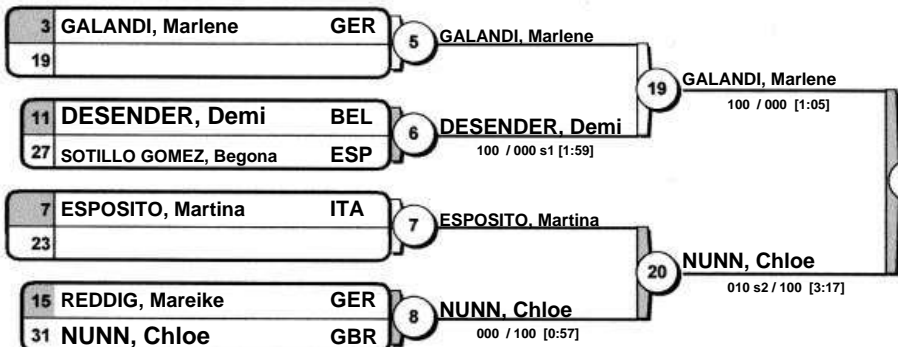 3 GALANDI, Marlene GER
19
5
GALANDI, Marlene
11 DESENDER, Demi BEL
27 SOTILLO GOMEZ, Begona ESP
6
DESENDER, Demi
100 / 000 s1 [1:59]
19
GALANDI, Marlene
100 / 000 [1:05]
7 ESPOSITO, Martina ITA
23
7
ESPOSITO, Martina
15 REDDIG, Mareike GER
31 NUNN, Chloe GBR
8
NUNN, Chloe
000 / 100 [0:57]
20
NUNN, Chloe
010 s2 / 100 [3:17]